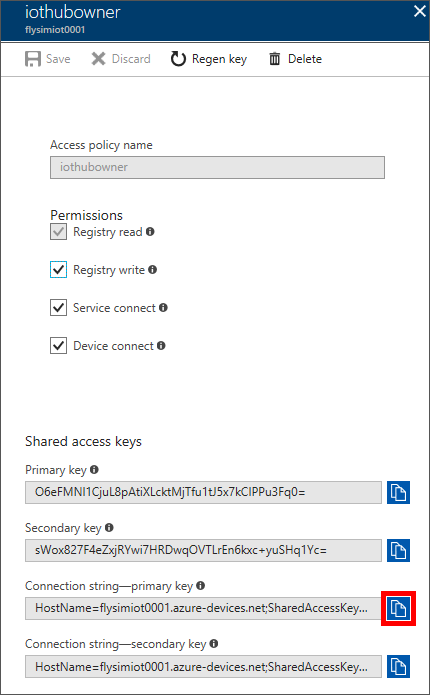 iothubowner
flysimiot0001
Save Discard Regen key Delete
Access policy name
iothubowner
Permissions
Registry read
Registry write
Service connect
Device connect
Shared access keys
Primary key
O6eFMNI1CjuL8pAtiXLcktMjTfu1tJ5x7kCIPPu3Fq0=
Secondary key
sWox827F4eZxjRYwi7HRDwqOVTLrEn6kxc+yuSHq1Yc=
Connection string—primary key
HostName=flysimiot0001.azure-devices.net;SharedAccessKey...
Connection string—secondary key
HostName=flysimiot0001.azure-devices.net;SharedAccessKey...